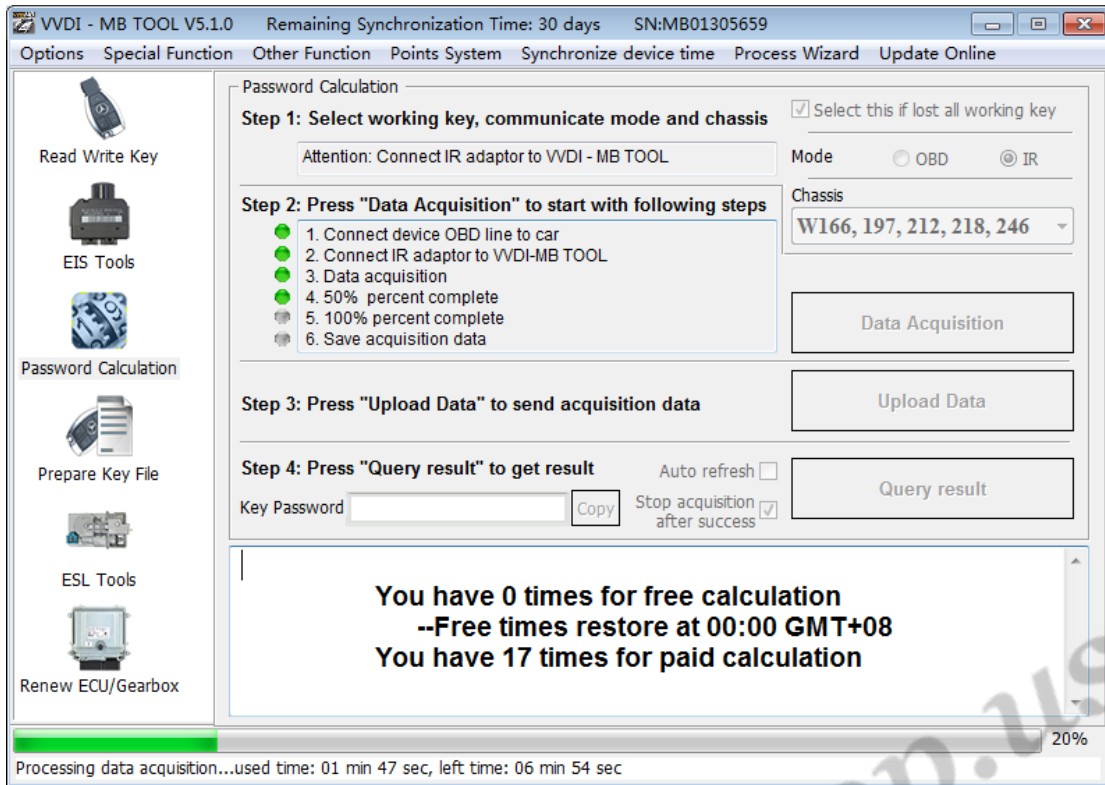 VVDI - MB TOOL V5.1.0 Remaining Synchronization Time: 30 days SN:MB01305659
Options Special Function Other Function Points System Synchronize device time Process Wizard Update Online
Read Write Key
EIS Tools
Password Calculation
Prepare Key File
ESL Tools
Renew ECU/Gearbox
Password Calculation
Step 1: Select working key, communicate mode and chassis
Select this if lost all working key
Attention: Connect IR adaptor to VVDI - MB TOOL
Mode OBD IR
Chassis
W166, 197, 212, 218, 246
Step 2: Press "Data Acquisition" to start with following steps
1. Connect device OBD line to car
2. Connect IR adaptor to VVDI-MB TOOL
3. Data acquisition
4. 50% percent complete
5. 100% percent complete
6. Save acquisition data
Data Acquisition
Step 3: Press "Upload Data" to send acquisition data
Upload Data
Step 4: Press "Query result" to get result
Auto refresh
Query result
Key Password
Copy
Stop acquisition
after success
You have 0 times for free calculation
--Free times restore at 00:00 GMT+08
You have 17 times for paid calculation
20%
Processing data acquisition...used time: 01 min 47 sec, left time: 06 min 54 sec